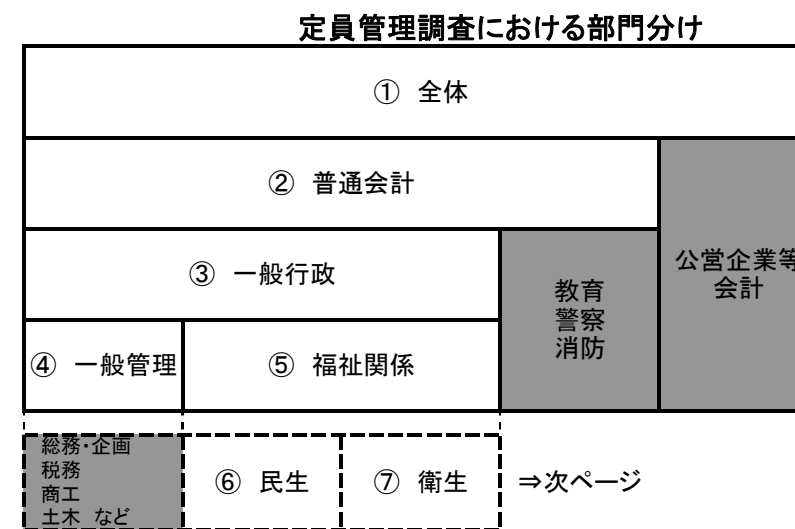 定員管理調査における部門分け
① 全体
② 普通会計
公営企業等
会計
③ 一般行政
教育
警察
消防
④ 一般管理
⑤ 福祉関係
総務・企画
税務
商工
土木 など
⑥ 民生
⑦ 衛生
⇒次ページ